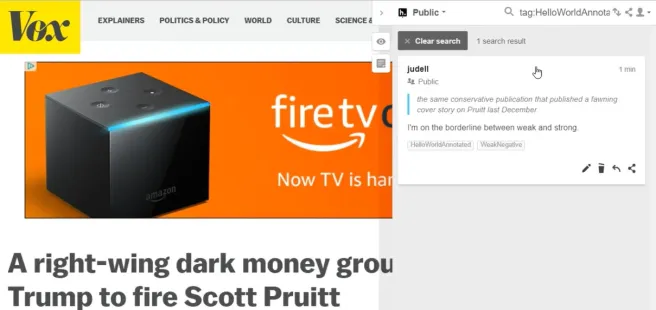 Vox
EXPLAINERS POLITICS & POLICY WORLD CULTURE SCIENCE &
Public
tag:HelloWorldAnnota
Clear search
1 search result
judell
1 min
Public
the same conservative publication that published a fawning
cover story on Pruitt last December
I'm on the borderline between weak and strong.
HelloWorldAnnotated WeakNegative
fire tv
Now TV is han
amazon
A right-wing dark money grou
Trump to fire Scott Pruitt